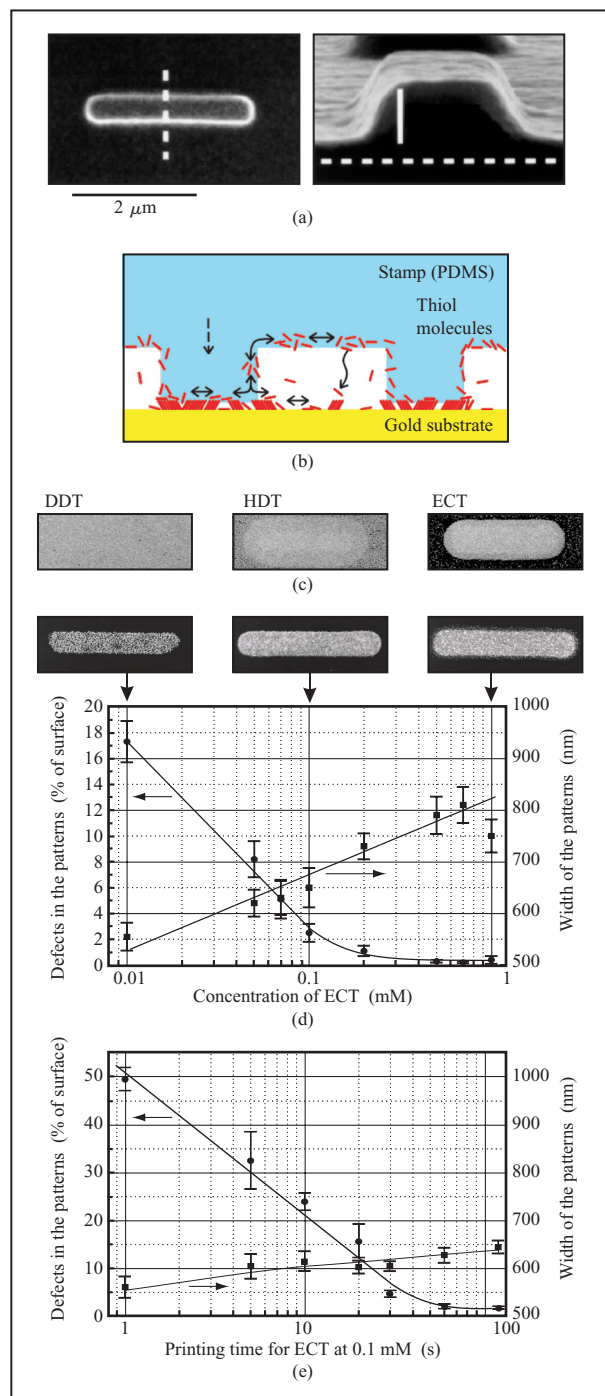 2 μm
(a)
Stamp (PDMS)
Thiol
molecules
Gold substrate
(b)
DDT
HDT
ECT
(c)
Defects in the patterns (% of surface)
20
18
16
14
12
10
8
6
4
2
0
1000
900
800
700
600
500
Width of the patterns (nm)
0.01
0.1
1
Concentration of ECT (mM)
(d)
Defects in the patterns (% of surface)
50
40
30
20
10
0
1000
900
800
700
600
500
Width of the patterns (nm)
1
10
100
Printing time for ECT at 0.1 mM (s)
(e)